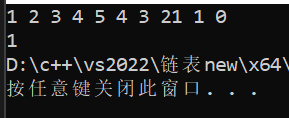 1 2 3 4 5 4 3 21 1 0
1
D:\c++\vs2022\链表new\x64\
按任意键关闭此窗口. . .